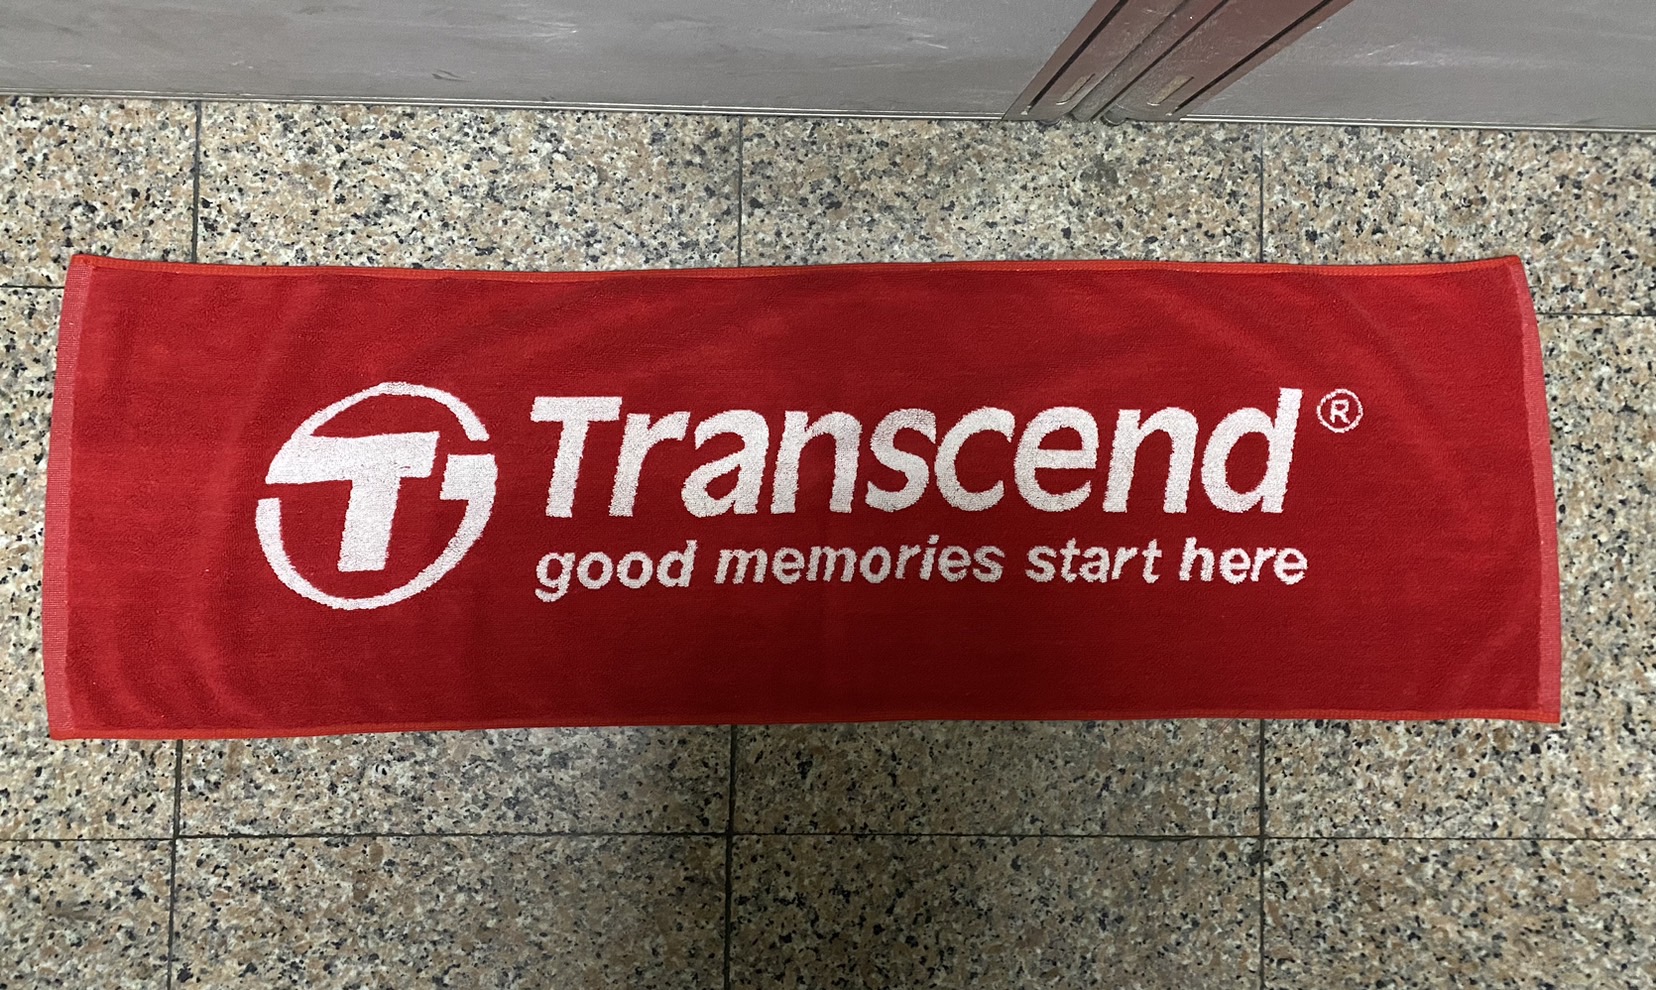 Transcend®
good memories start here